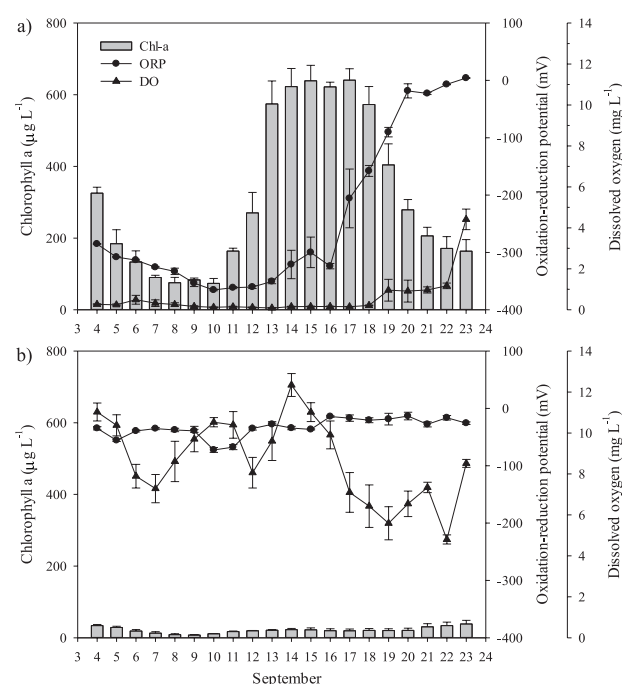 a)
Chl-a
ORP
DO
Chlorophyll a (µg L⁻¹)
800
600
400
200
0
100
0
-100
-200
-300
-400
Oxidation-reduction potential (mV)
14
12
10
8
6
4
2
0
Dissolved oxygen (mg L⁻¹)
3 4 5 6 7 8 9 10 11 12 13 14 15 16 17 18 19 20 21 22 23 24
b)
Chlorophyll a (µg L⁻¹)
800
600
400
200
0
100
0
-100
-200
-300
-400
Oxidation-reduction potential (mV)
14
12
10
8
6
4
2
0
Dissolved oxygen (mg L⁻¹)
3 4 5 6 7 8 9 10 11 12 13 14 15 16 17 18 19 20 21 22 23 24
September